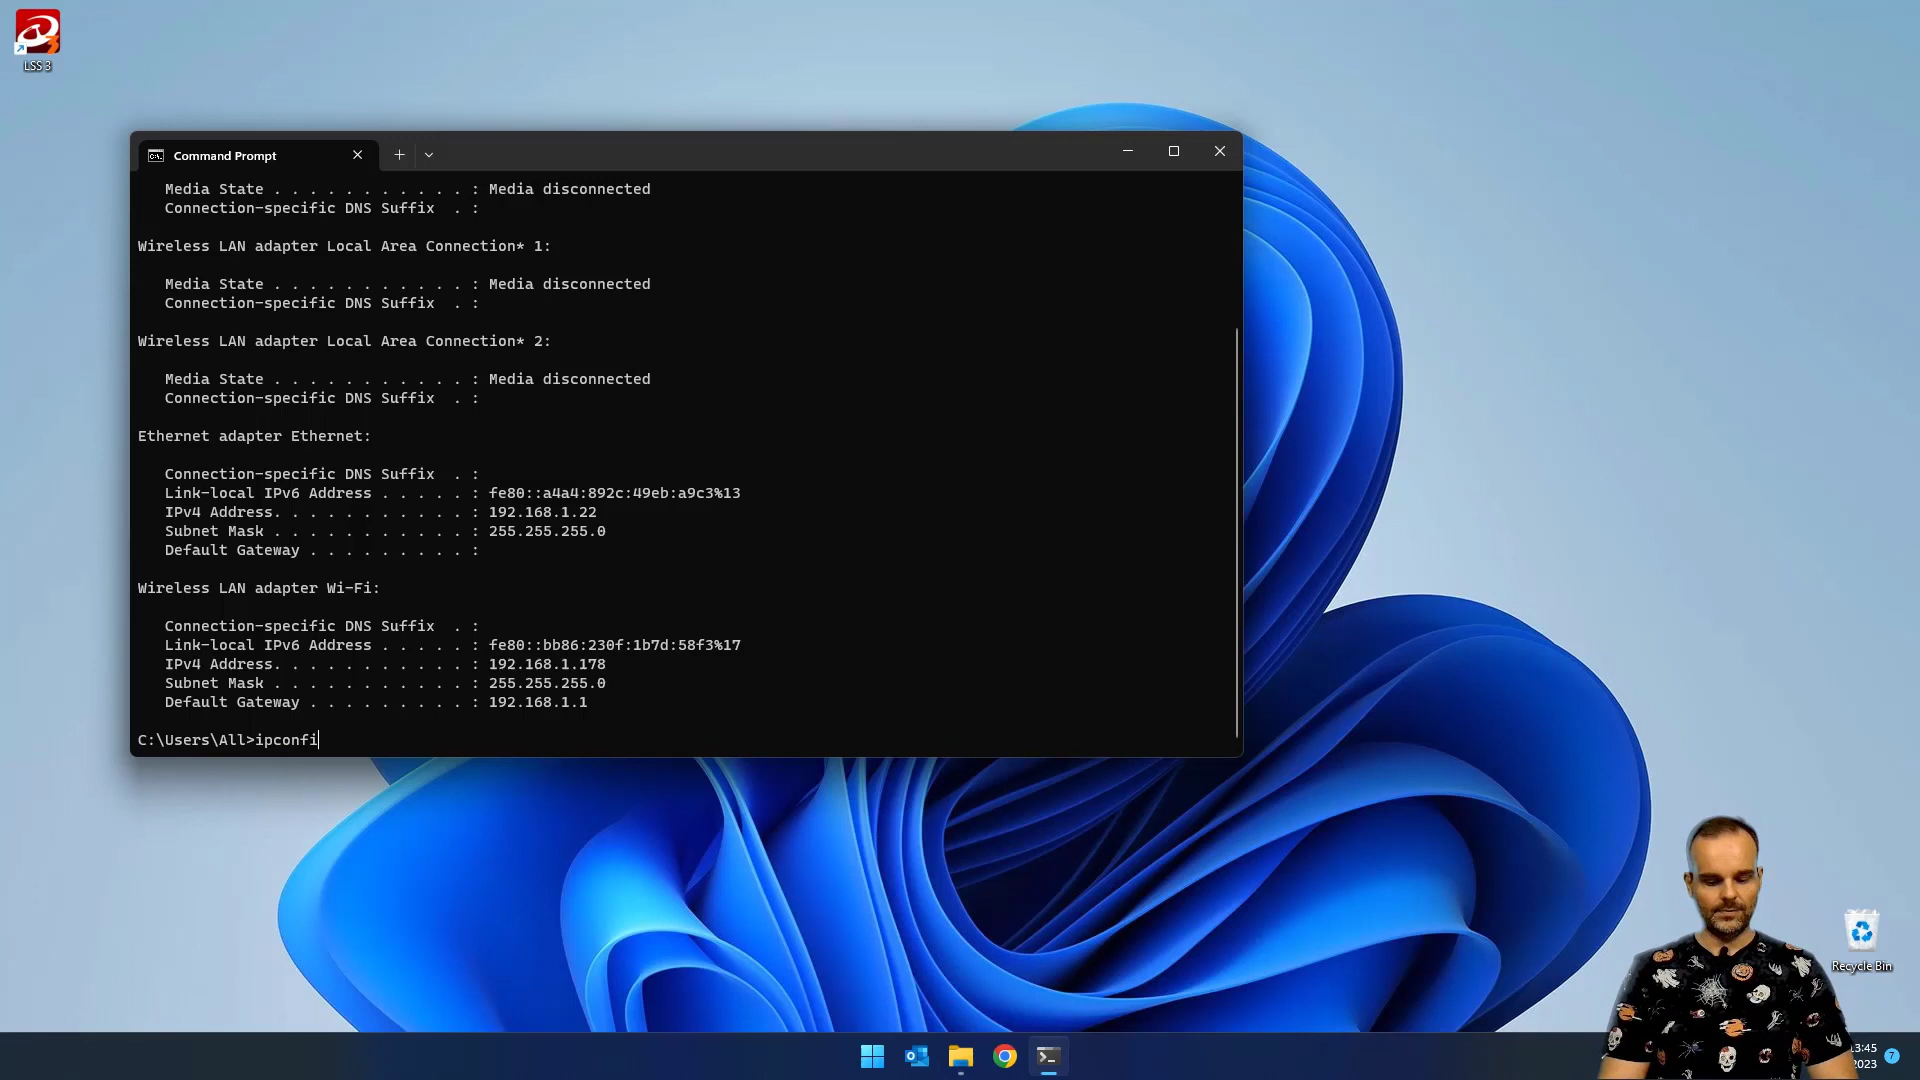 LSS 3
Command Prompt
   Media State . . . . . . . . . . . : Media disconnected
   Connection-specific DNS Suffix  . :
Wireless LAN adapter Local Area Connection* 1:
   Media State . . . . . . . . . . . : Media disconnected
   Connection-specific DNS Suffix  . :
Wireless LAN adapter Local Area Connection* 2:
   Media State . . . . . . . . . . . : Media disconnected
   Connection-specific DNS Suffix  . :
Ethernet adapter Ethernet:
   Connection-specific DNS Suffix  . :
   Link-local IPv6 Address . . . . . : fe80::a4a4:892c:49eb:a9c3%13
   IPv4 Address. . . . . . . . . . . : 192.168.1.22
   Subnet Mask . . . . . . . . . . . : 255.255.255.0
   Default Gateway . . . . . . . . . :
Wireless LAN adapter Wi-Fi:
   Connection-specific DNS Suffix  . :
   Link-local IPv6 Address . . . . . : fe80::bb86:230f:1b7d:58f3%17
   IPv4 Address. . . . . . . . . . . : 192.168.1.178
   Subnet Mask . . . . . . . . . . . : 255.255.255.0
   Default Gateway . . . . . . . . . : 192.168.1.1
C:\Users\All>ipconfi
Recycle Bin
13:45
2023
7